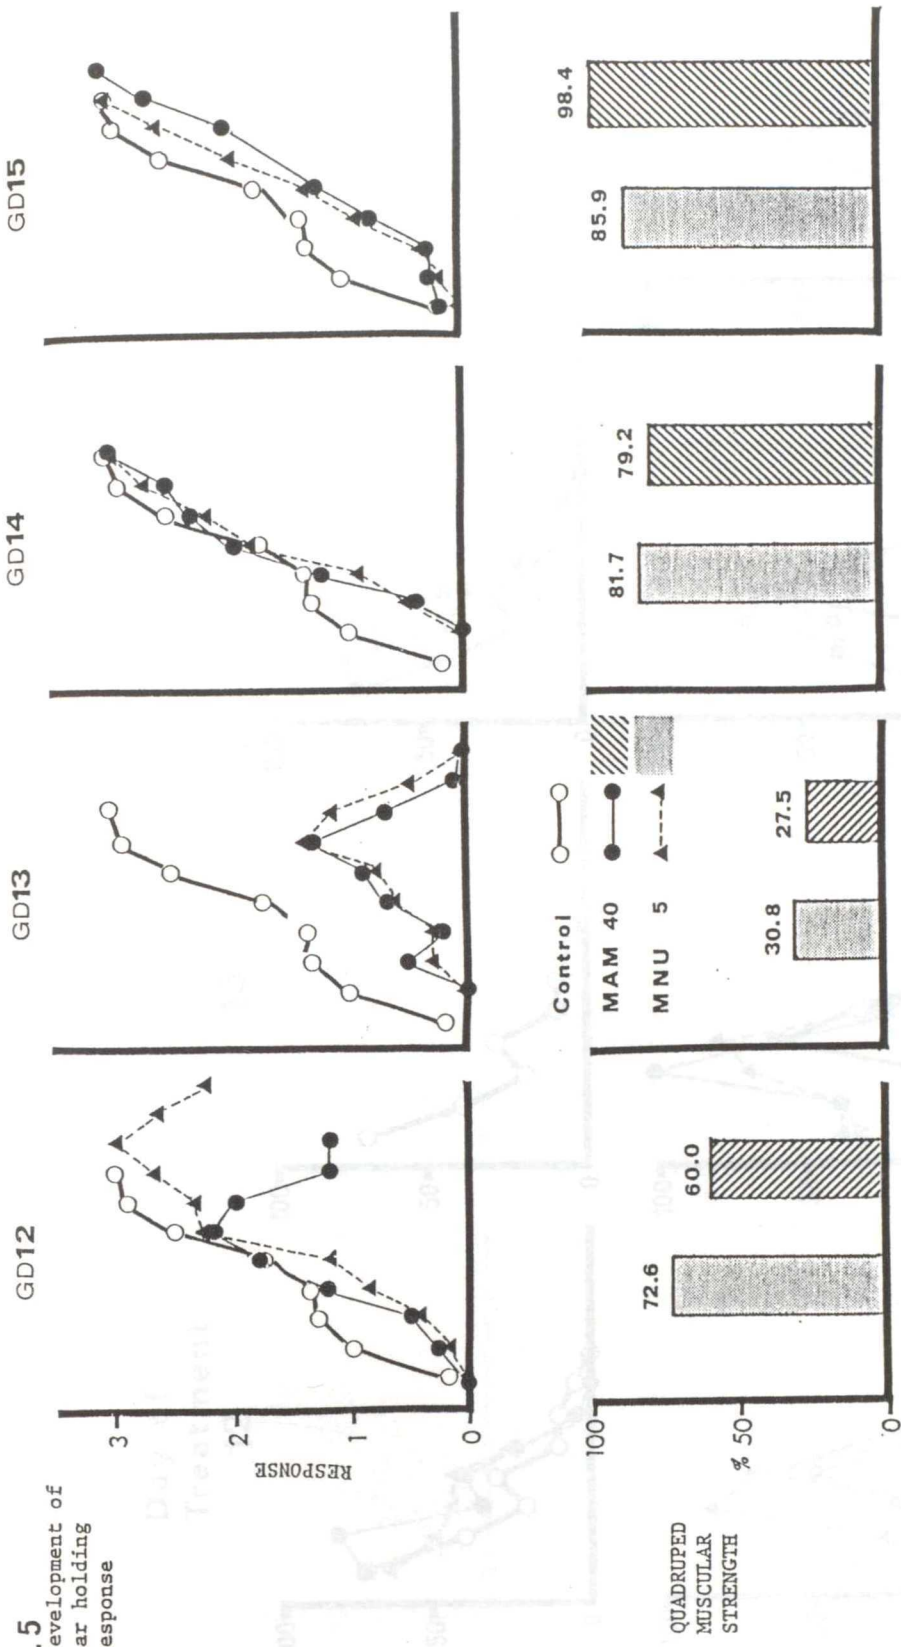 . 5
evelopment of
ar holding
esponse
GD12
GD13
GD14
GD15
3
2
1
0
RESPONSE
Control
MAM 40
MNU 5
QUADRUPED
MUSCULAR
STRENGTH
100
% 50
0
72.6
60.0
30.8
27.5
81.7
79.2
85.9
98.4